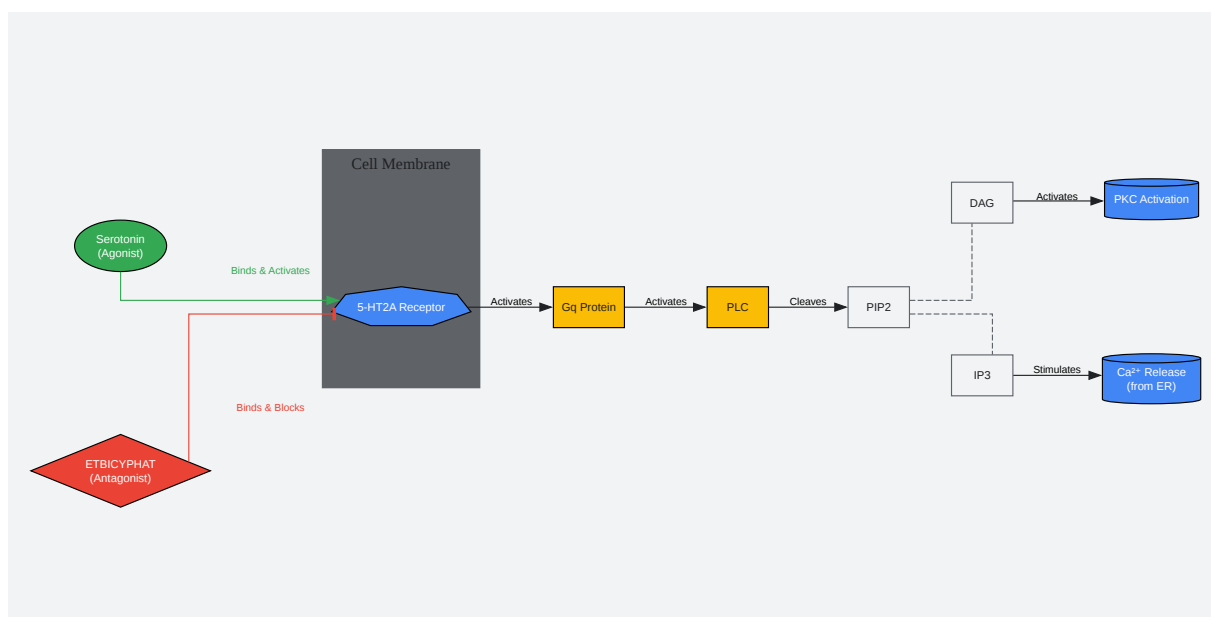 Cell Membrane
Serotonin
(Agonist)
Binds & Activates
5-HT2A Receptor
Activates
Gq Protein
Activates
PLC
Cleaves
PIP2
DAG
Activates
PKC Activation
IP3
Stimulates
Ca²⁺ Release
(from ER)
Binds & Blocks
ETBICYPHAT
(Antagonist)